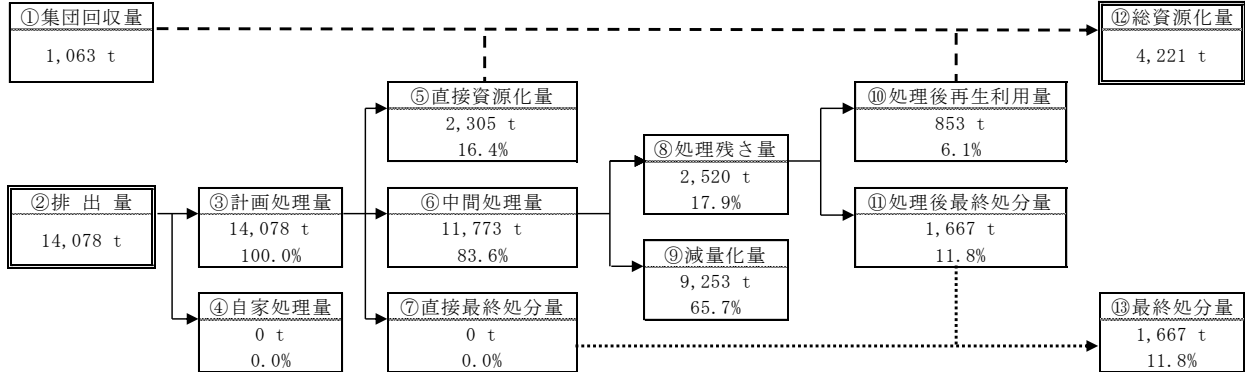 ①集団回収量
1,063 t
⑫総資源化量
4,221 t
⑤直接資源化量
2,305 t
16.4%
⑩処理後再生利用量
853 t
6.1%
⑧処理残さ量
2,520 t
17.9%
②排 出 量
14,078 t
③計画処理量
14,078 t
100.0%
⑥中間処理量
11,773 t
83.6%
⑪処理後最終処分量
1,667 t
11.8%
⑨減量化量
9,253 t
65.7%
④自家処理量
0 t
0.0%
⑦直接最終処分量
0 t
0.0%
⑬最終処分量
1,667 t
11.8%